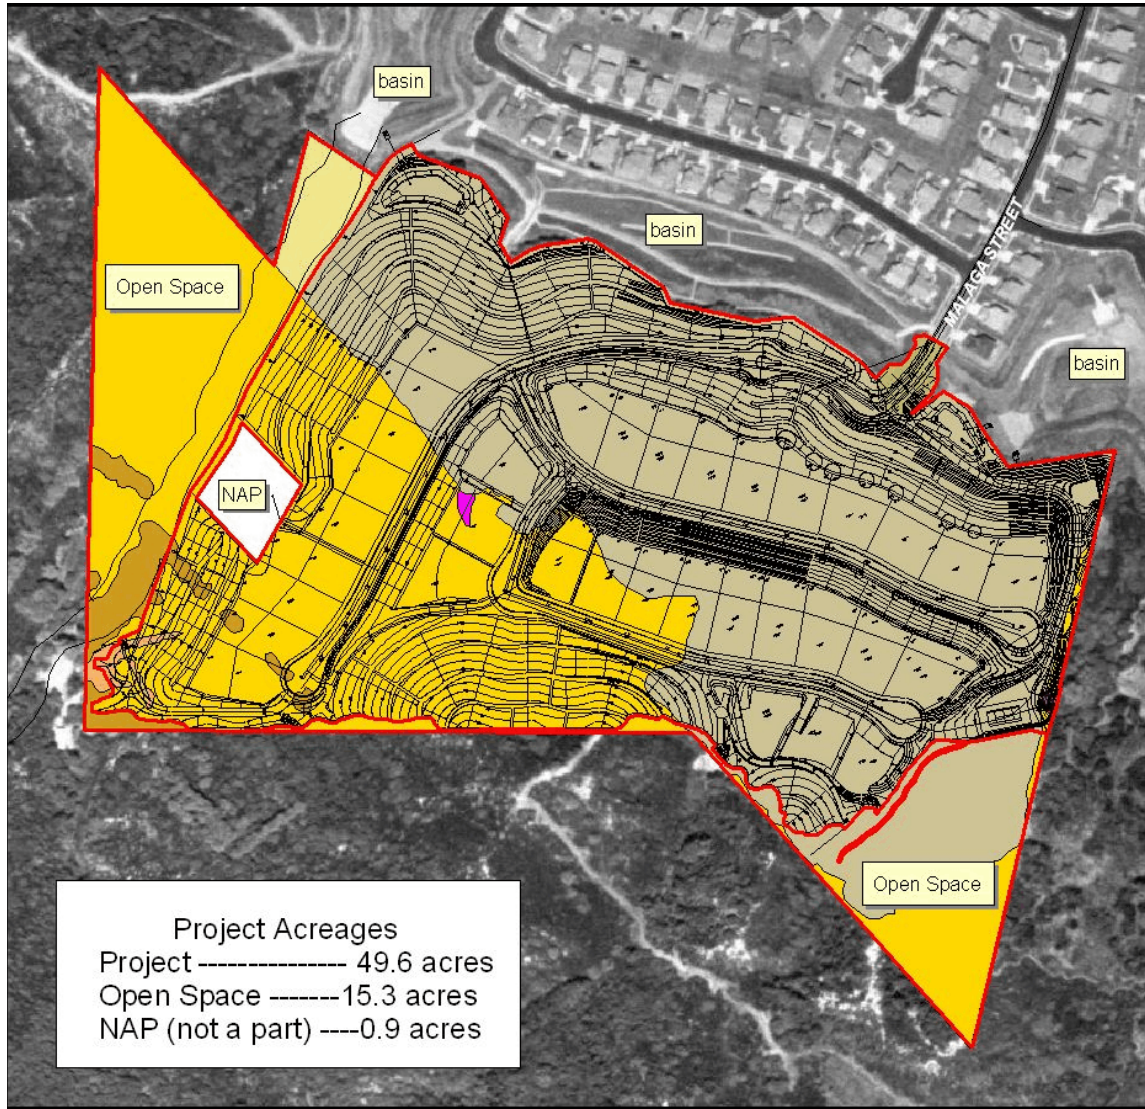 basin
basin
MALAGA STREET
Open Space
basin
NAP
Open Space
Project Acreages
Project ---------------- 49.6 acres
Open Space -------15.3 acres
NAP (not a part) ----0.9 acres